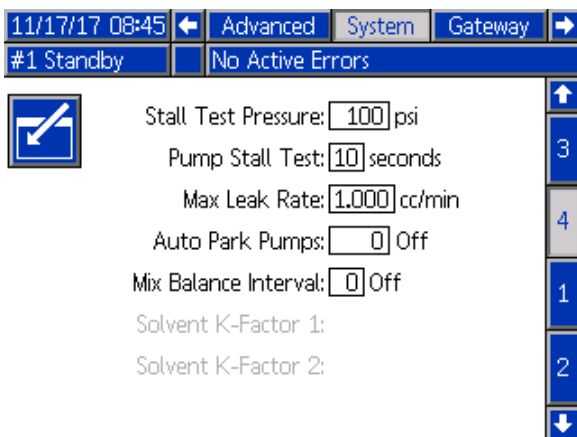 11/17/17 08:45 Advanced System Gateway
#1 Standby No Active Errors
Stall Test Pressure: 100 psi
3
Pump Stall Test: 10 seconds
Max Leak Rate: 1.000 cc/min
4
Auto Park Pumps: 0 Off
Mix Balance Interval: 0 Off
1
Solvent K-Factor 1:
Solvent K-Factor 2:
2